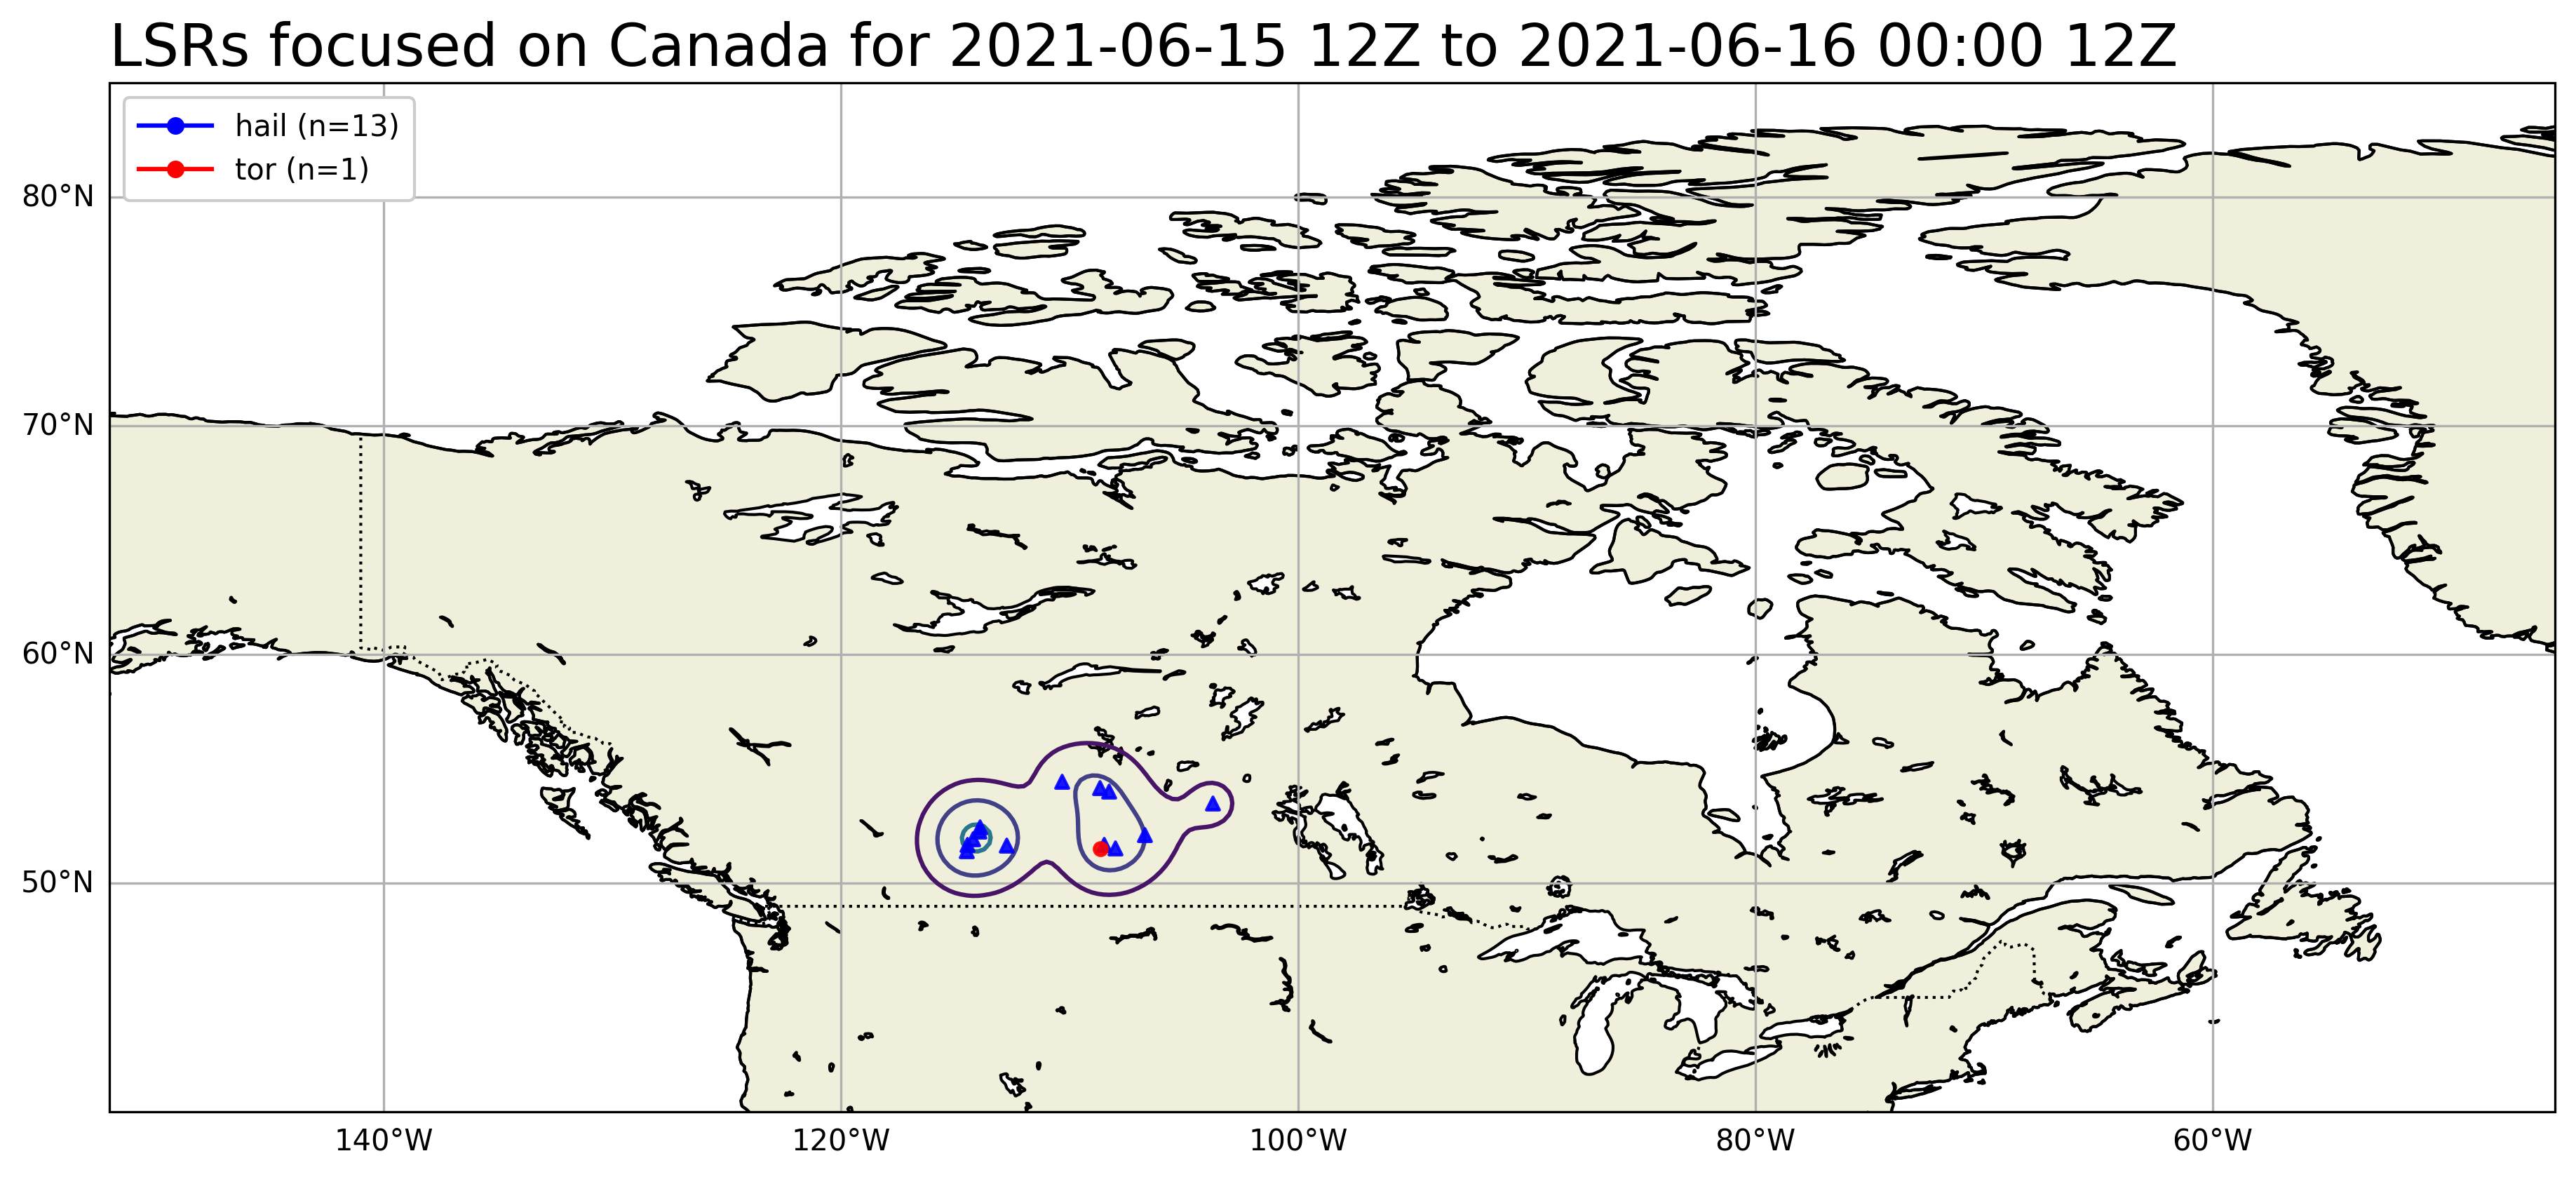 LSRs focused on Canada for 2021-06-15 12Z to 2021-06-16 00:00 12Z
hail (n=13)
tor (n=1)
80°N
70°N
60°N
50°N
140°W
120°W
100°W
80°W
60°W